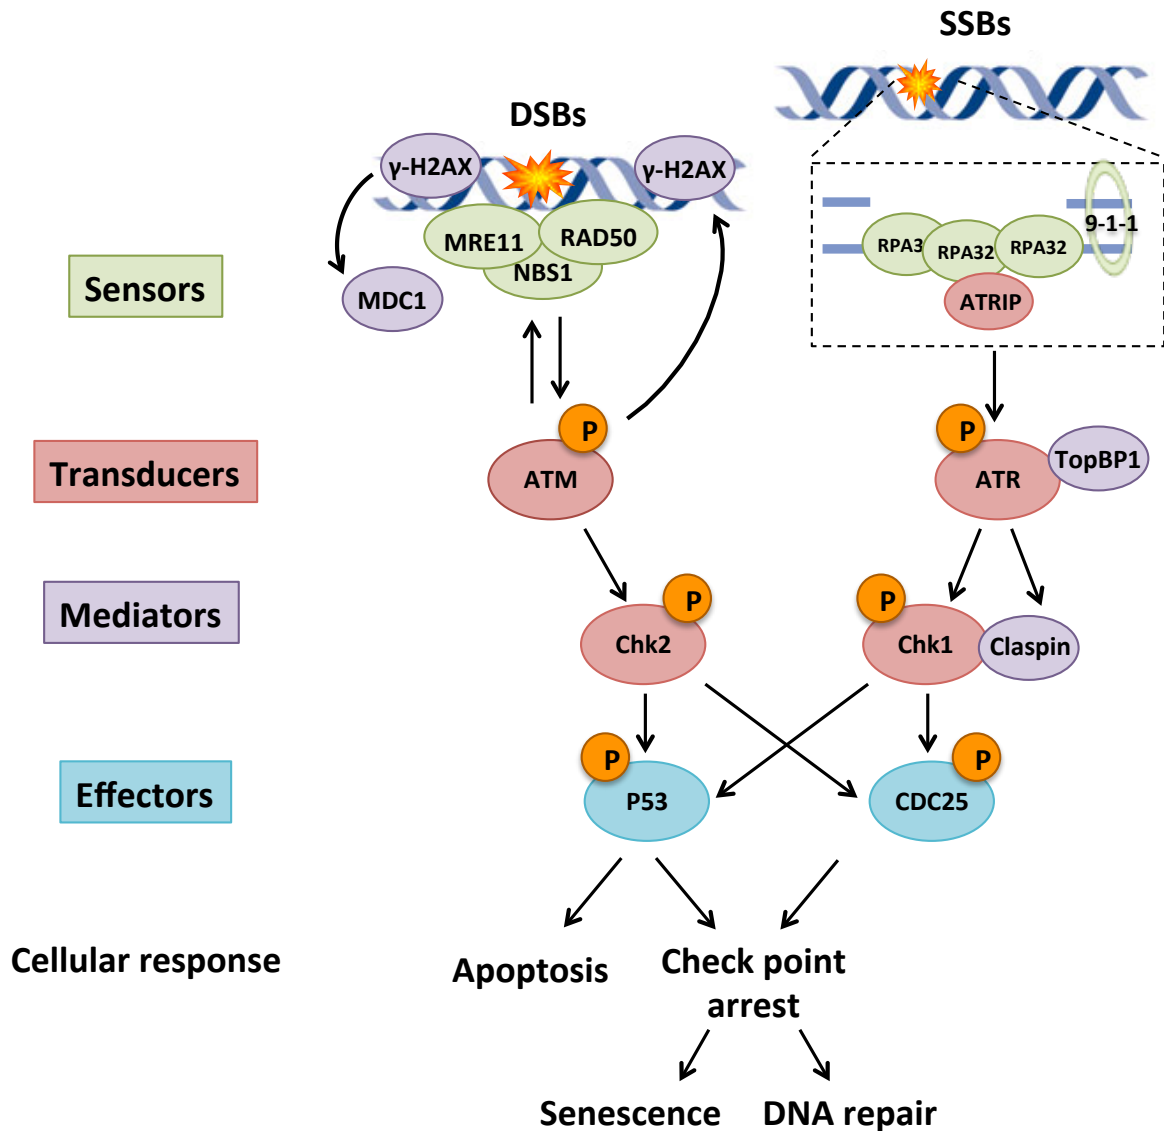 SSBs
DSBs
γ-H2AX
γ-H2AX
MRE11
RAD50
NBS1
MDC1
RPA3
RPA32
RPA32
9-1-1
ATRIP
Sensors
P
ATM
P
ATR
TopBP1
Transducers
P
Chk2
P
Chk1
Claspin
Mediators
P
P53
P
CDC25
Effectors
Cellular response
Apoptosis
Check point
arrest
Senescence
DNA repair